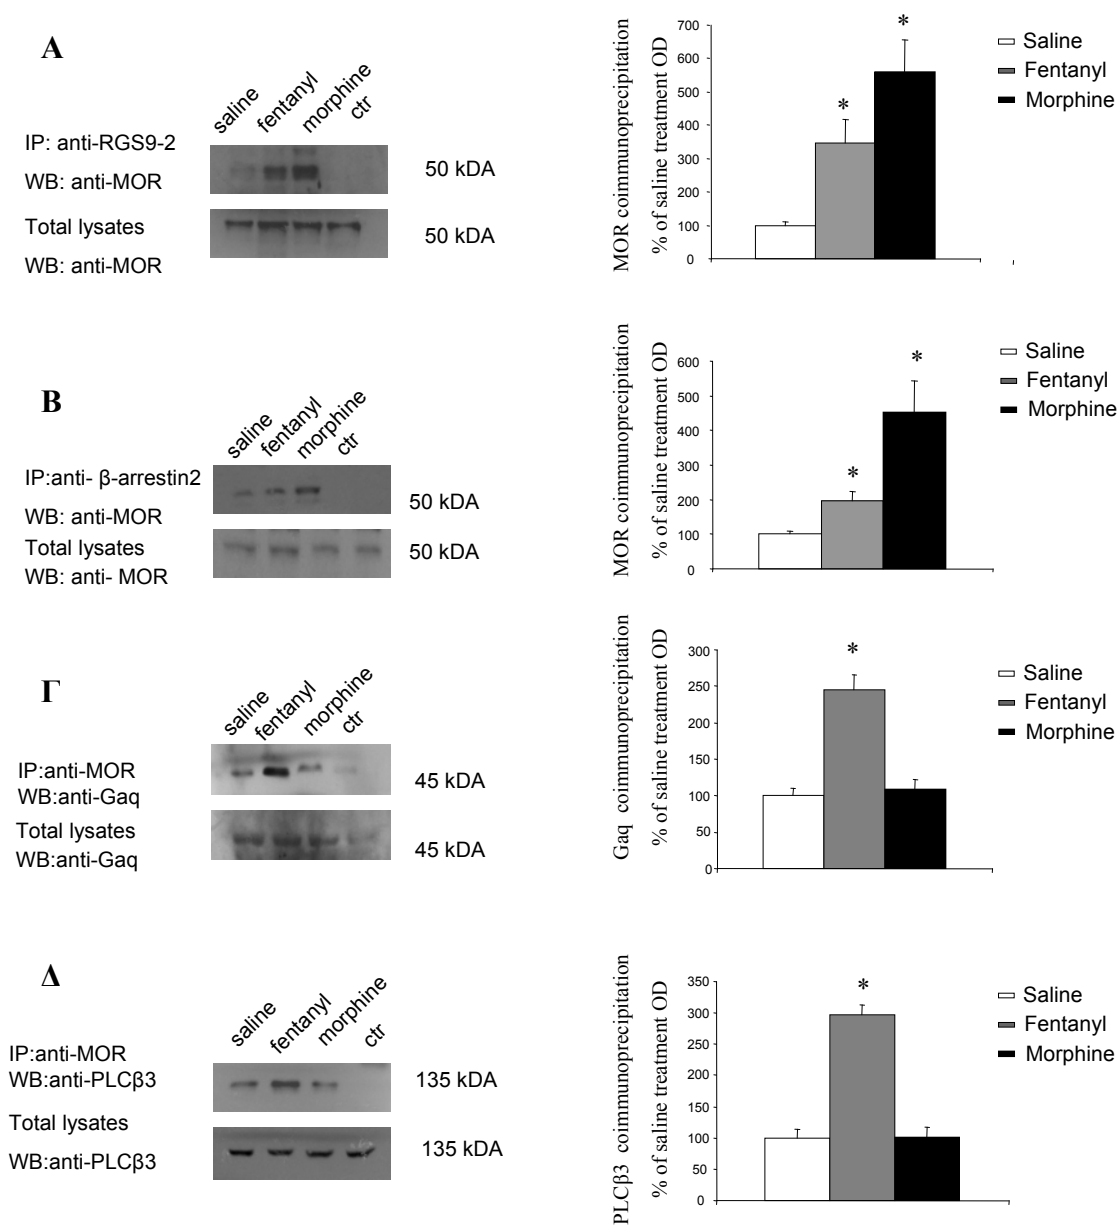 A
saline
fentanyl
morphine
ctr
IP: anti-RGS9-2
WB: anti-MOR
50 kDA
Total lysates
WB: anti-MOR
50 kDA
MOR coimmunoprecipitation
% of saline treatment OD
700
600
500
400
300
200
100
0
*
*
Saline
Fentanyl
Morphine
B
saline
fentanyl
morphine
ctr
IP:anti- β-arrestin2
WB: anti-MOR
50 kDA
Total lysates
WB: anti- MOR
50 kDA
MOR coimmunoprecipitation
% of saline treatment OD
600
500
400
300
200
100
0
*
*
Saline
Fentanyl
Morphine
Γ
saline
fentanyl
morphine
ctr
IP:anti-MOR
WB:anti-Gaq
45 kDA
Total lysates
WB:anti-Gaq
45 kDA
Gaq coimmunoprecipitation
% of saline treatment OD
300
250
200
150
100
50
0
*
Saline
Fentanyl
Morphine
Δ
saline
fentanyl
morphine
ctr
IP:anti-MOR
WB:anti-PLCβ3
135 kDA
Total lysates
WB:anti-PLCβ3
135 kDA
PLCβ3 coimmunoprecipitation
% of saline treatment OD
350
300
250
200
150
100
50
0
*
Saline
Fentanyl
Morphine